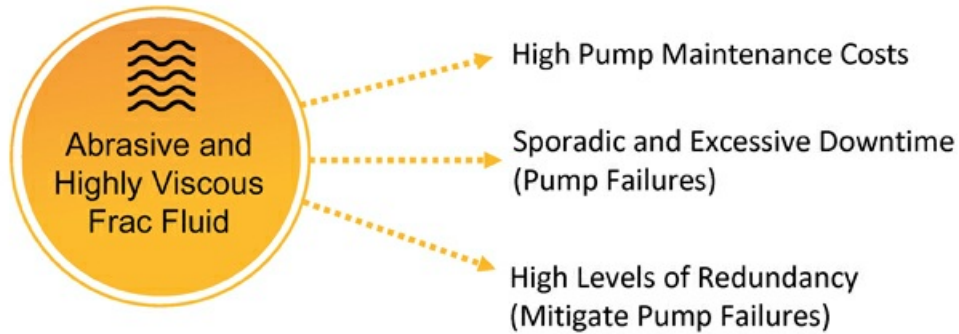 Abrasive and
Highly Viscous
Frac Fluid
High Pump Maintenance Costs
Sporadic and Excessive Downtime
(Pump Failures)
High Levels of Redundancy
(Mitigate Pump Failures)